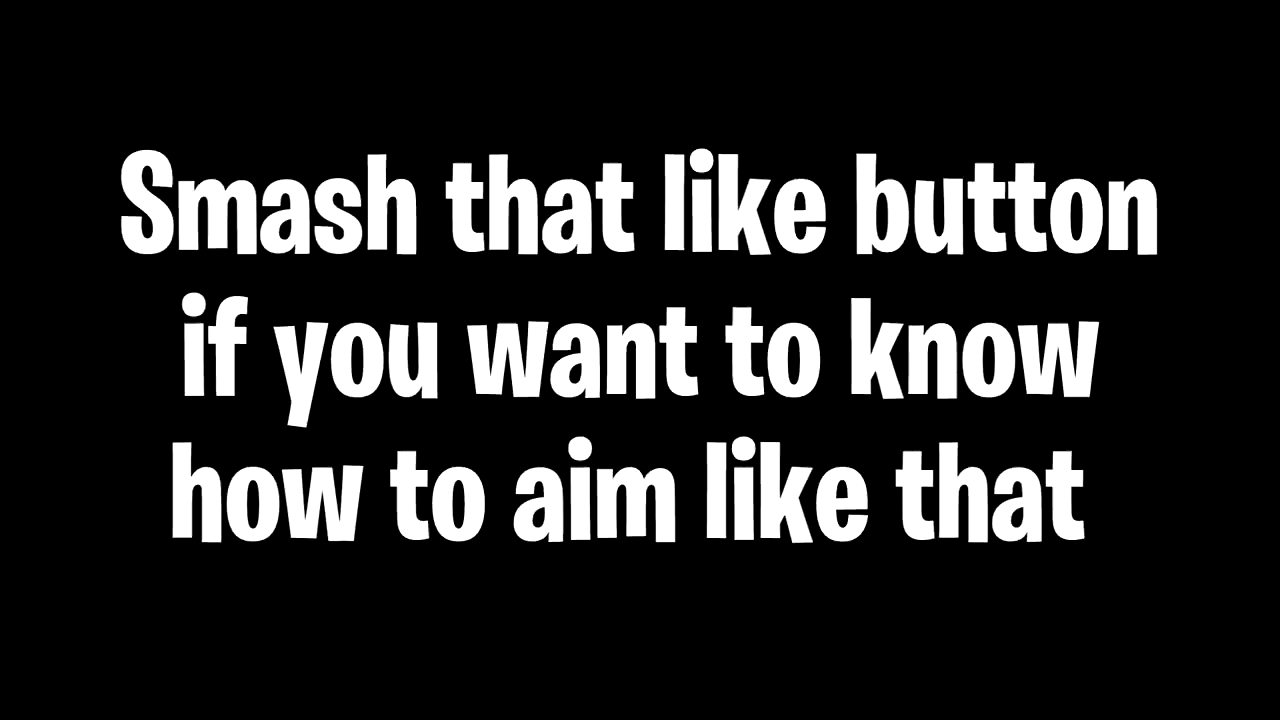 Smash that like button
if you want to know
how to aim like that